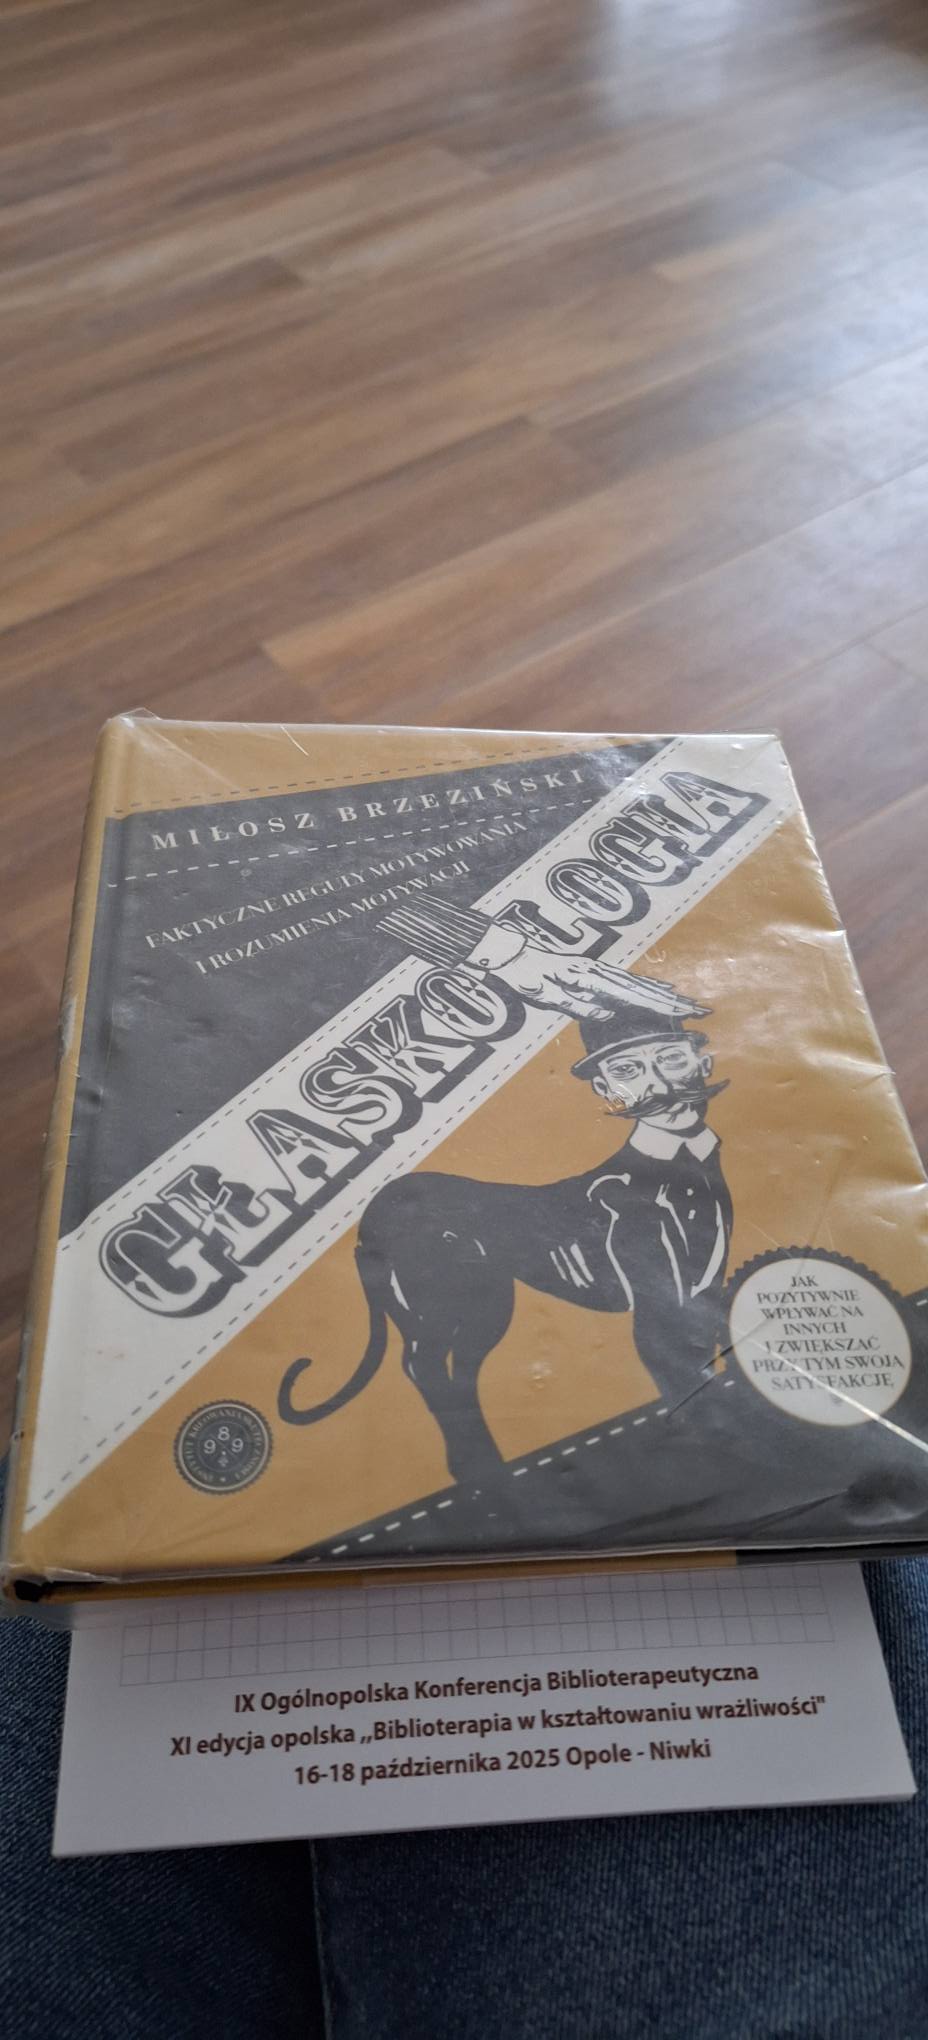 MIŁOSZ BRZEZIŃSKI
FAKTYCZNE REGUŁY MOTYWOWANIA
I ROZUMIENIA MOTYWACJI
GŁASKOLOGIA
JAK
POZYTYWNIE
WPŁYWAĆ NA
INNYCH
I ZWIĘKSZAĆ
PRZY TYM SWOJĄ
SATYSFAKCJĘ
989
IX Ogólnopolska Konferencja Biblioterapeutyczna
XI edycja opolska ,,Biblioterapia w kształtowaniu wrażliwości"
16-18 października 2025 Opole - Niwki